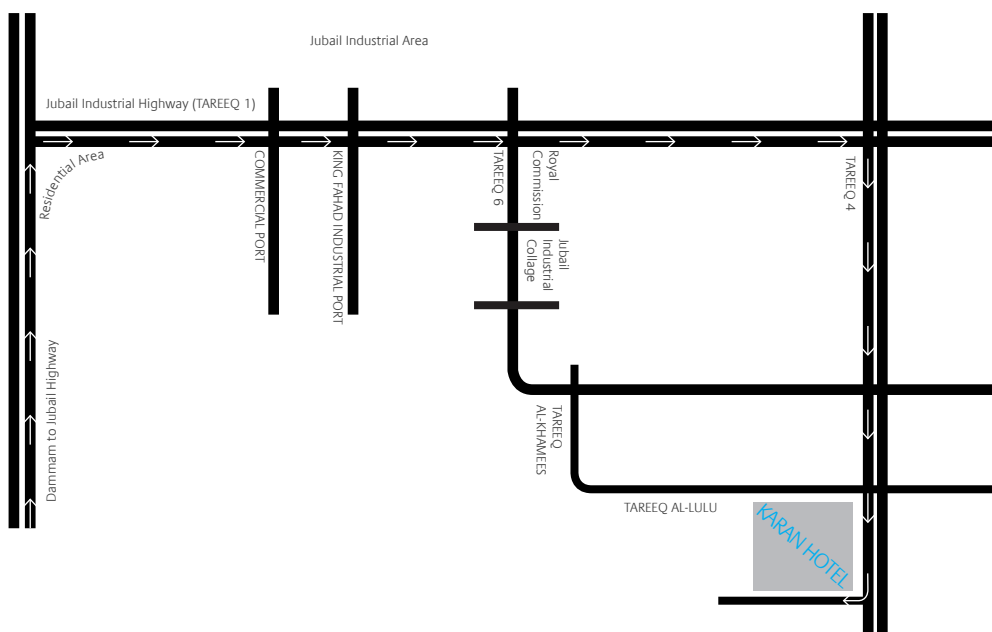 Jubail Industrial Area
Jubail Industrial Highway (TAREEQ 1)
Residential Area
COMMERCIAL PORT
KING FAHAD INDUSTRIAL PORT
TAREEQ 6
Royal
Commission
Jubail
Industrial
Collage
TAREEQ 4
Dammam to Jubail Highway
TAREEQ
AL-KHAMEES
TAREEQ AL-LULU
KARAN HOTEL